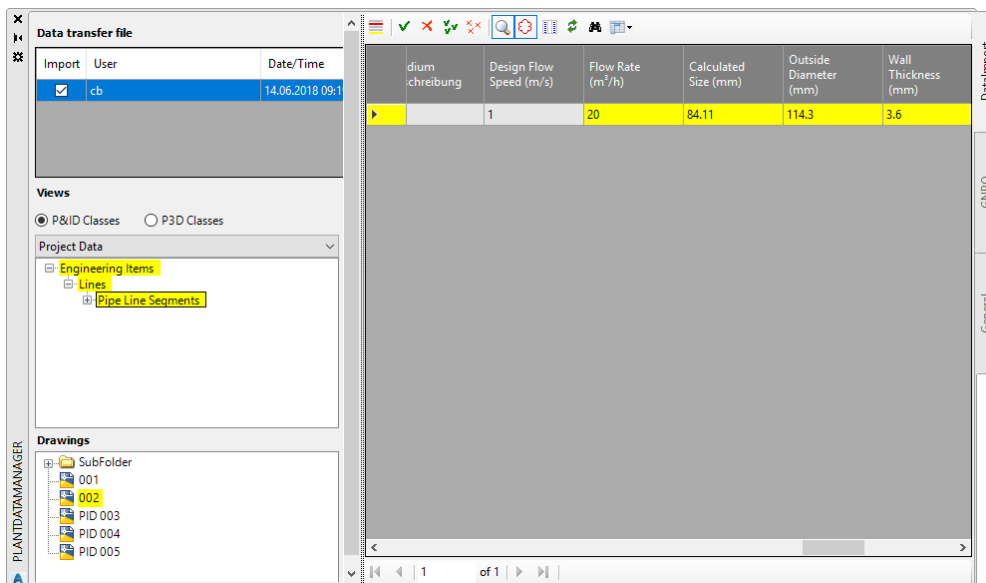 Data transfer file
Import User Date/Time
cb 14.06.2018 09:1
Views
P&ID Classes P3D Classes
Project Data
Engineering Items
Lines
Pipe Line Segments
Drawings
SubFolder
001
002
PID 003
PID 004
PID 005
PLANTDATAMANAGER
dium
chreibung
Design Flow
Speed (m/s)
Flow Rate
(m³/h)
Calculated
Size (mm)
Outside
Diameter
(mm)
Wall
Thickness
(mm)
1 20 84.11 114.3 3.6
1 of 1
DataImport
General